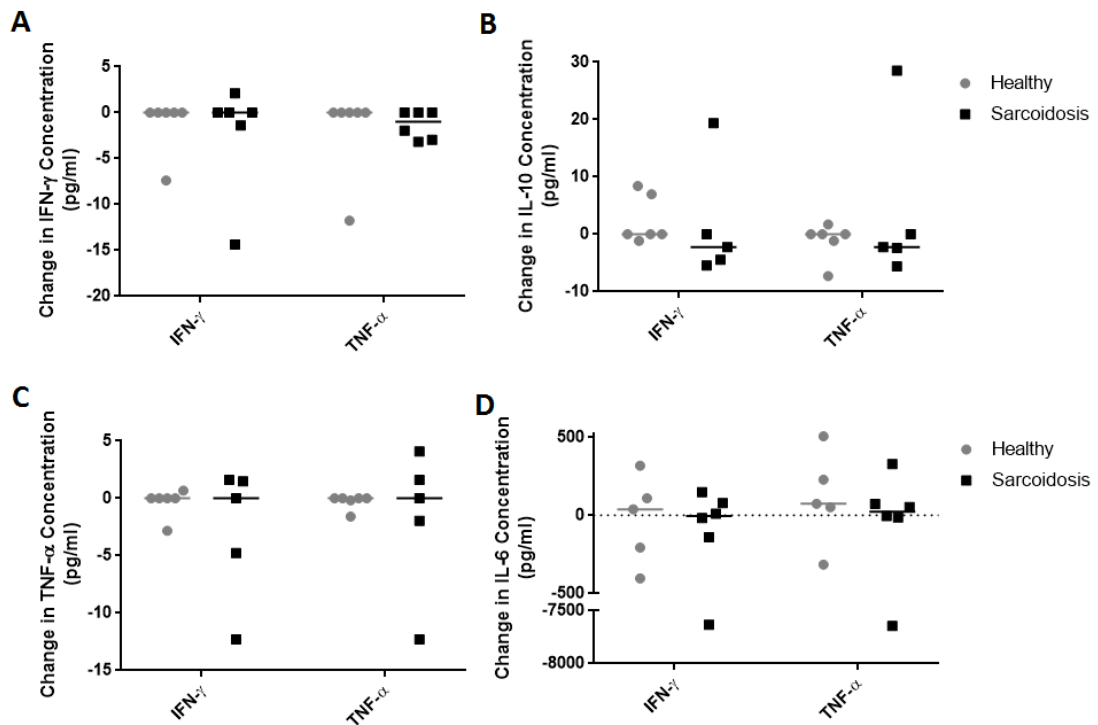 A
Change in IFN-γ Concentration
(pg/ml)
5
0
-5
-10
-15
-20
IFN-γ
TNF-α
B
Change in IL-10 Concentration
(pg/ml)
30
20
10
0
-10
IFN-γ
TNF-α
Healthy
Sarcoidosis
C
Change in TNF-α Concentration
(pg/ml)
5
0
-5
-10
-15
IFN-γ
TNF-α
D
Change in IL-6 Concentration
(pg/ml)
500
0
-500
-7500
-8000
IFN-γ
TNF-α
Healthy
Sarcoidosis